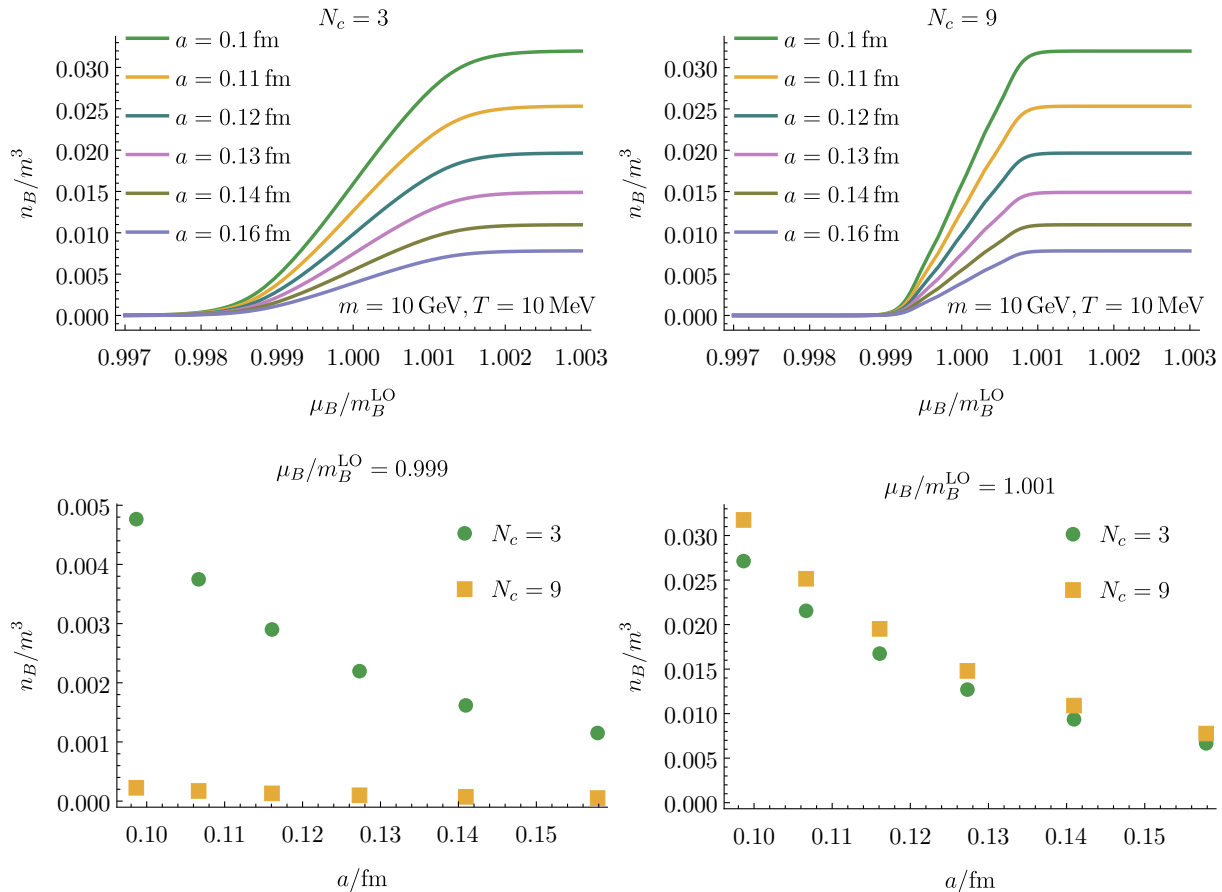 N_c = 3
a = 0.1 fm
a = 0.11 fm
a = 0.12 fm
a = 0.13 fm
a = 0.14 fm
a = 0.16 fm
m = 10 GeV, T = 10 MeV
0.030
0.025
0.020
0.015
0.010
0.005
0.000
n_B/m^3
0.997 0.998 0.999 1.000 1.001 1.002 1.003
μ_B/m_B^LO
N_c = 9
a = 0.1 fm
a = 0.11 fm
a = 0.12 fm
a = 0.13 fm
a = 0.14 fm
a = 0.16 fm
m = 10 GeV, T = 10 MeV
0.030
0.025
0.020
0.015
0.010
0.005
0.000
n_B/m^3
0.997 0.998 0.999 1.000 1.001 1.002 1.003
μ_B/m_B^LO
μ_B/m_B^LO = 0.999
N_c = 3
N_c = 9
0.005
0.004
0.003
0.002
0.001
0.000
n_B/m^3
0.10 0.11 0.12 0.13 0.14 0.15
a/fm
μ_B/m_B^LO = 1.001
N_c = 3
N_c = 9
0.030
0.025
0.020
0.015
0.010
0.005
0.000
n_B/m^3
0.10 0.11 0.12 0.13 0.14 0.15
a/fm